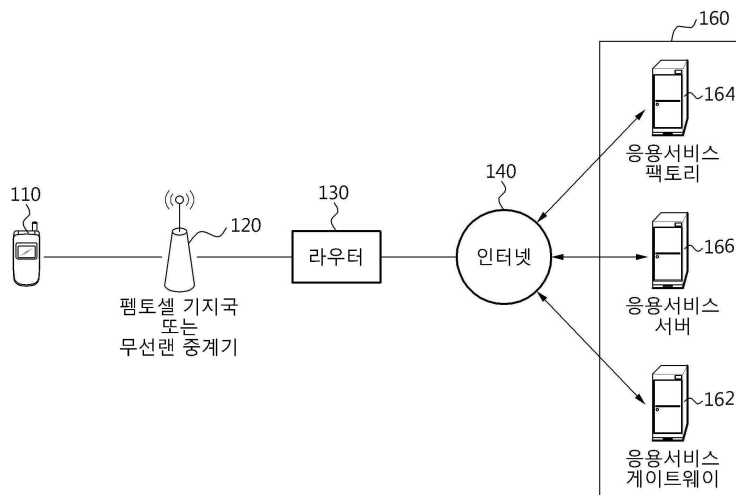 160
164
응용서비스
팩토리
110
120
130
140
라우터
인터넷
166
응용서비스
서버
펨토셀 기지국
또는
무선랜 중계기
162
응용서비스
게이트웨이